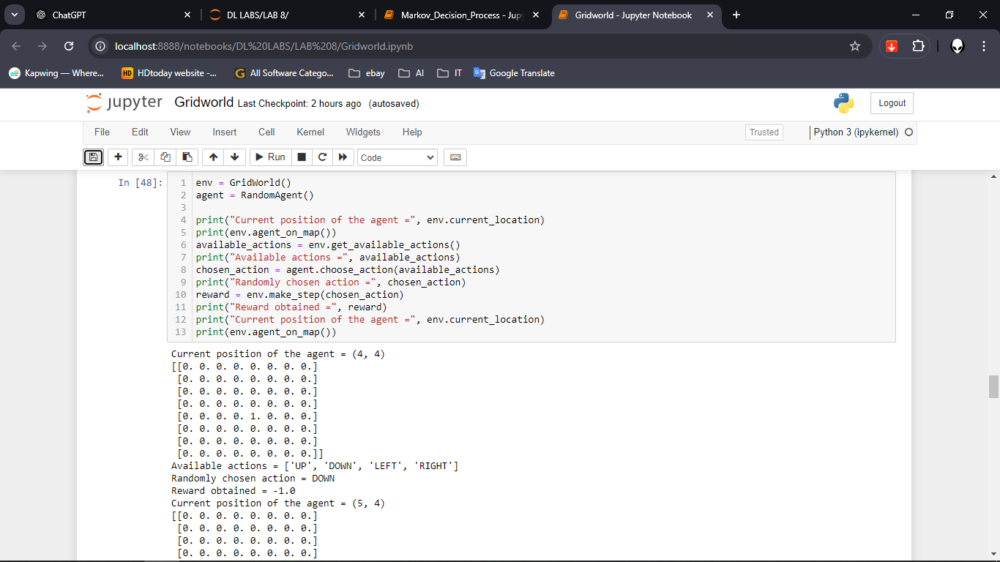 ChatGPT
DL LABS/LAB 8/
Markov_Decision_Process - Jup
Gridworld - Jupyter Notebook
localhost:8888/notebooks/DL%20LABS/LAB%208/Gridworld.ipynb
Kapwing — Where...
HD HDtoday website -...
G All Software Catego...
ebay
AI
IT
Google Translate
jupyter Gridworld Last Checkpoint: 2 hours ago (autosaved)
Logout
File Edit View Insert Cell Kernel Widgets Help
Trusted
Python 3 (ipykernel)
Run
Code
In [48]:
1 env = GridWorld()
2 agent = RandomAgent()
3
4 print("Current position of the agent =", env.current_location)
5 print(env.agent_on_map())
6 available_actions = env.get_available_actions()
7 print("Available actions =", available_actions)
8 chosen_action = agent.choose_action(available_actions)
9 print("Randomly chosen action =", chosen_action)
10 reward = env.make_step(chosen_action)
11 print("Reward obtained =", reward)
12 print("Current position of the agent =", env.current_location)
13 print(env.agent_on_map())
Current position of the agent = (4, 4)
[[0. 0. 0. 0. 0. 0. 0. 0.]
[0. 0. 0. 0. 0. 0. 0. 0.]
[0. 0. 0. 0. 0. 0. 0. 0.]
[0. 0. 0. 0. 0. 0. 0. 0.]
[0. 0. 0. 0. 1. 0. 0. 0.]
[0. 0. 0. 0. 0. 0. 0. 0.]
[0. 0. 0. 0. 0. 0. 0. 0.]
[0. 0. 0. 0. 0. 0. 0. 0.]]
Available actions = ['UP', 'DOWN', 'LEFT', 'RIGHT']
Randomly chosen action = DOWN
Reward obtained = -1.0
Current position of the agent = (5, 4)
[[0. 0. 0. 0. 0. 0. 0. 0.]
[0. 0. 0. 0. 0. 0. 0. 0.]
[0. 0. 0. 0. 0. 0. 0. 0.]
[0. 0. 0. 0. 0. 0. 0. 0.]